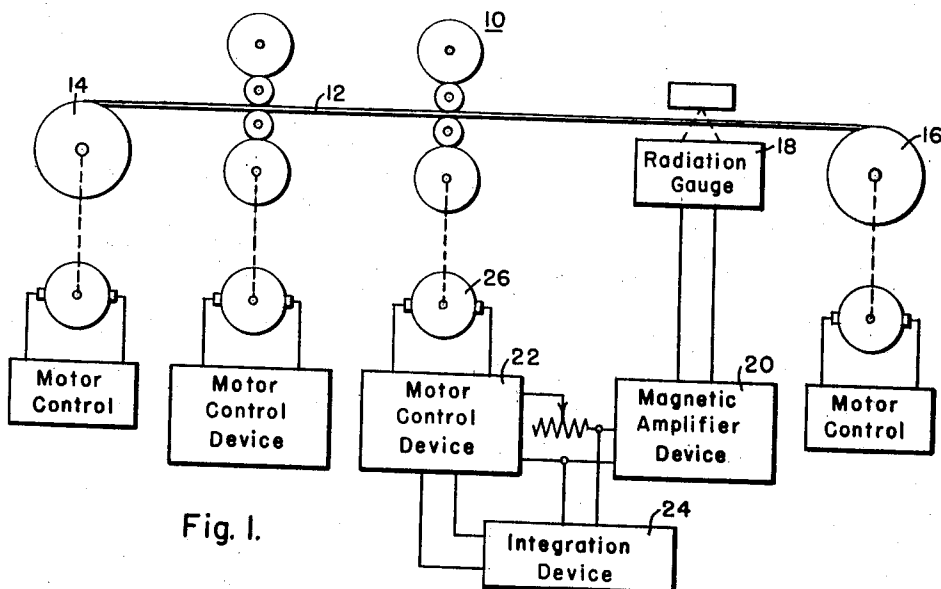 10
14
12
18
16
Radiation
Gauge
26
22
20
Motor
Control
Motor
Control
Device
Motor
Control
Device
Magnetic
Amplifier
Device
Motor
Control
24
Integration
Device
Fig. 1.